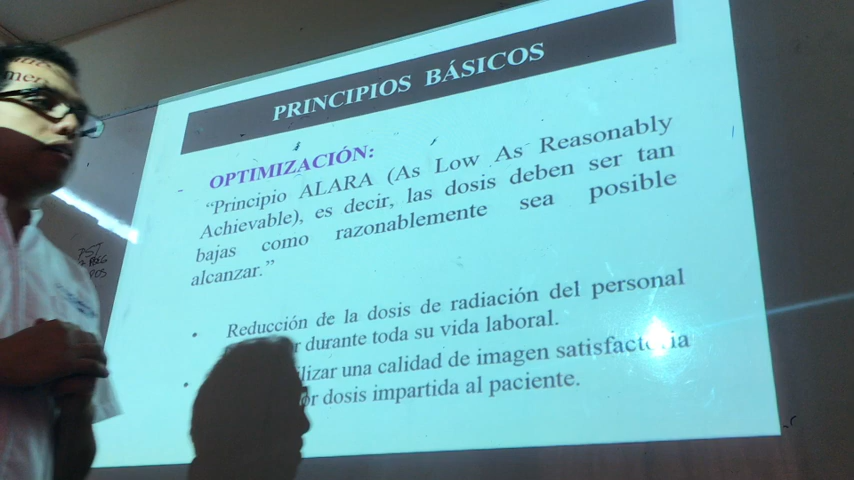 PRINCIPIOS BÁSICOS
OPTIMIZACIÓN:
“Principio ALARA (As Low As Reasonably
Achievable), es decir, las dosis deben ser tan
bajas como razonablemente sea posible
alcanzar.”
• Reducción de la dosis de radiación del personal
durante toda su vida laboral.
• una calidad de imagen
dosis impartida al paciente.